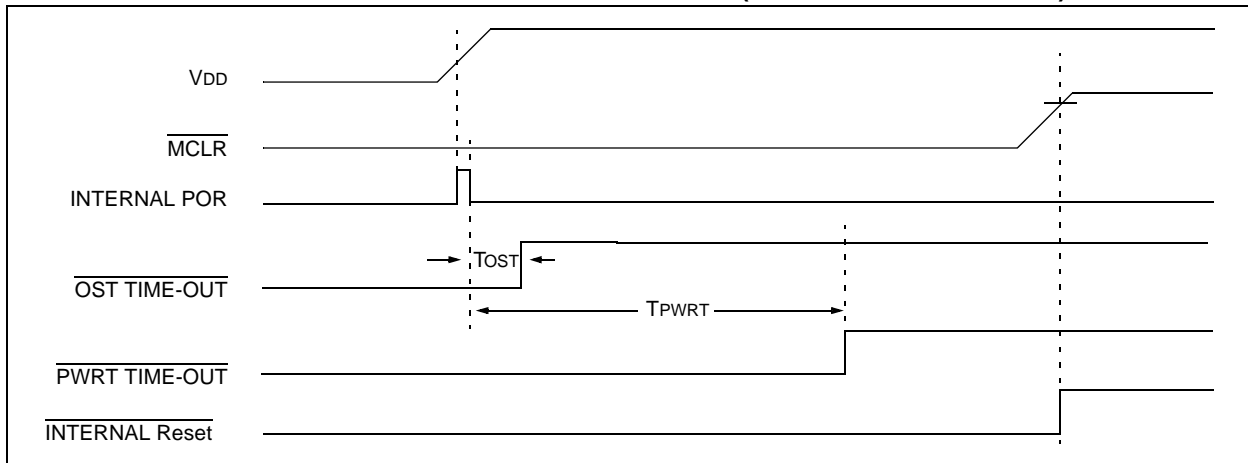 VDD
MCLR
INTERNAL POR
TOST
OST TIME-OUT
TPWRT
PWRT TIME-OUT
INTERNAL Reset